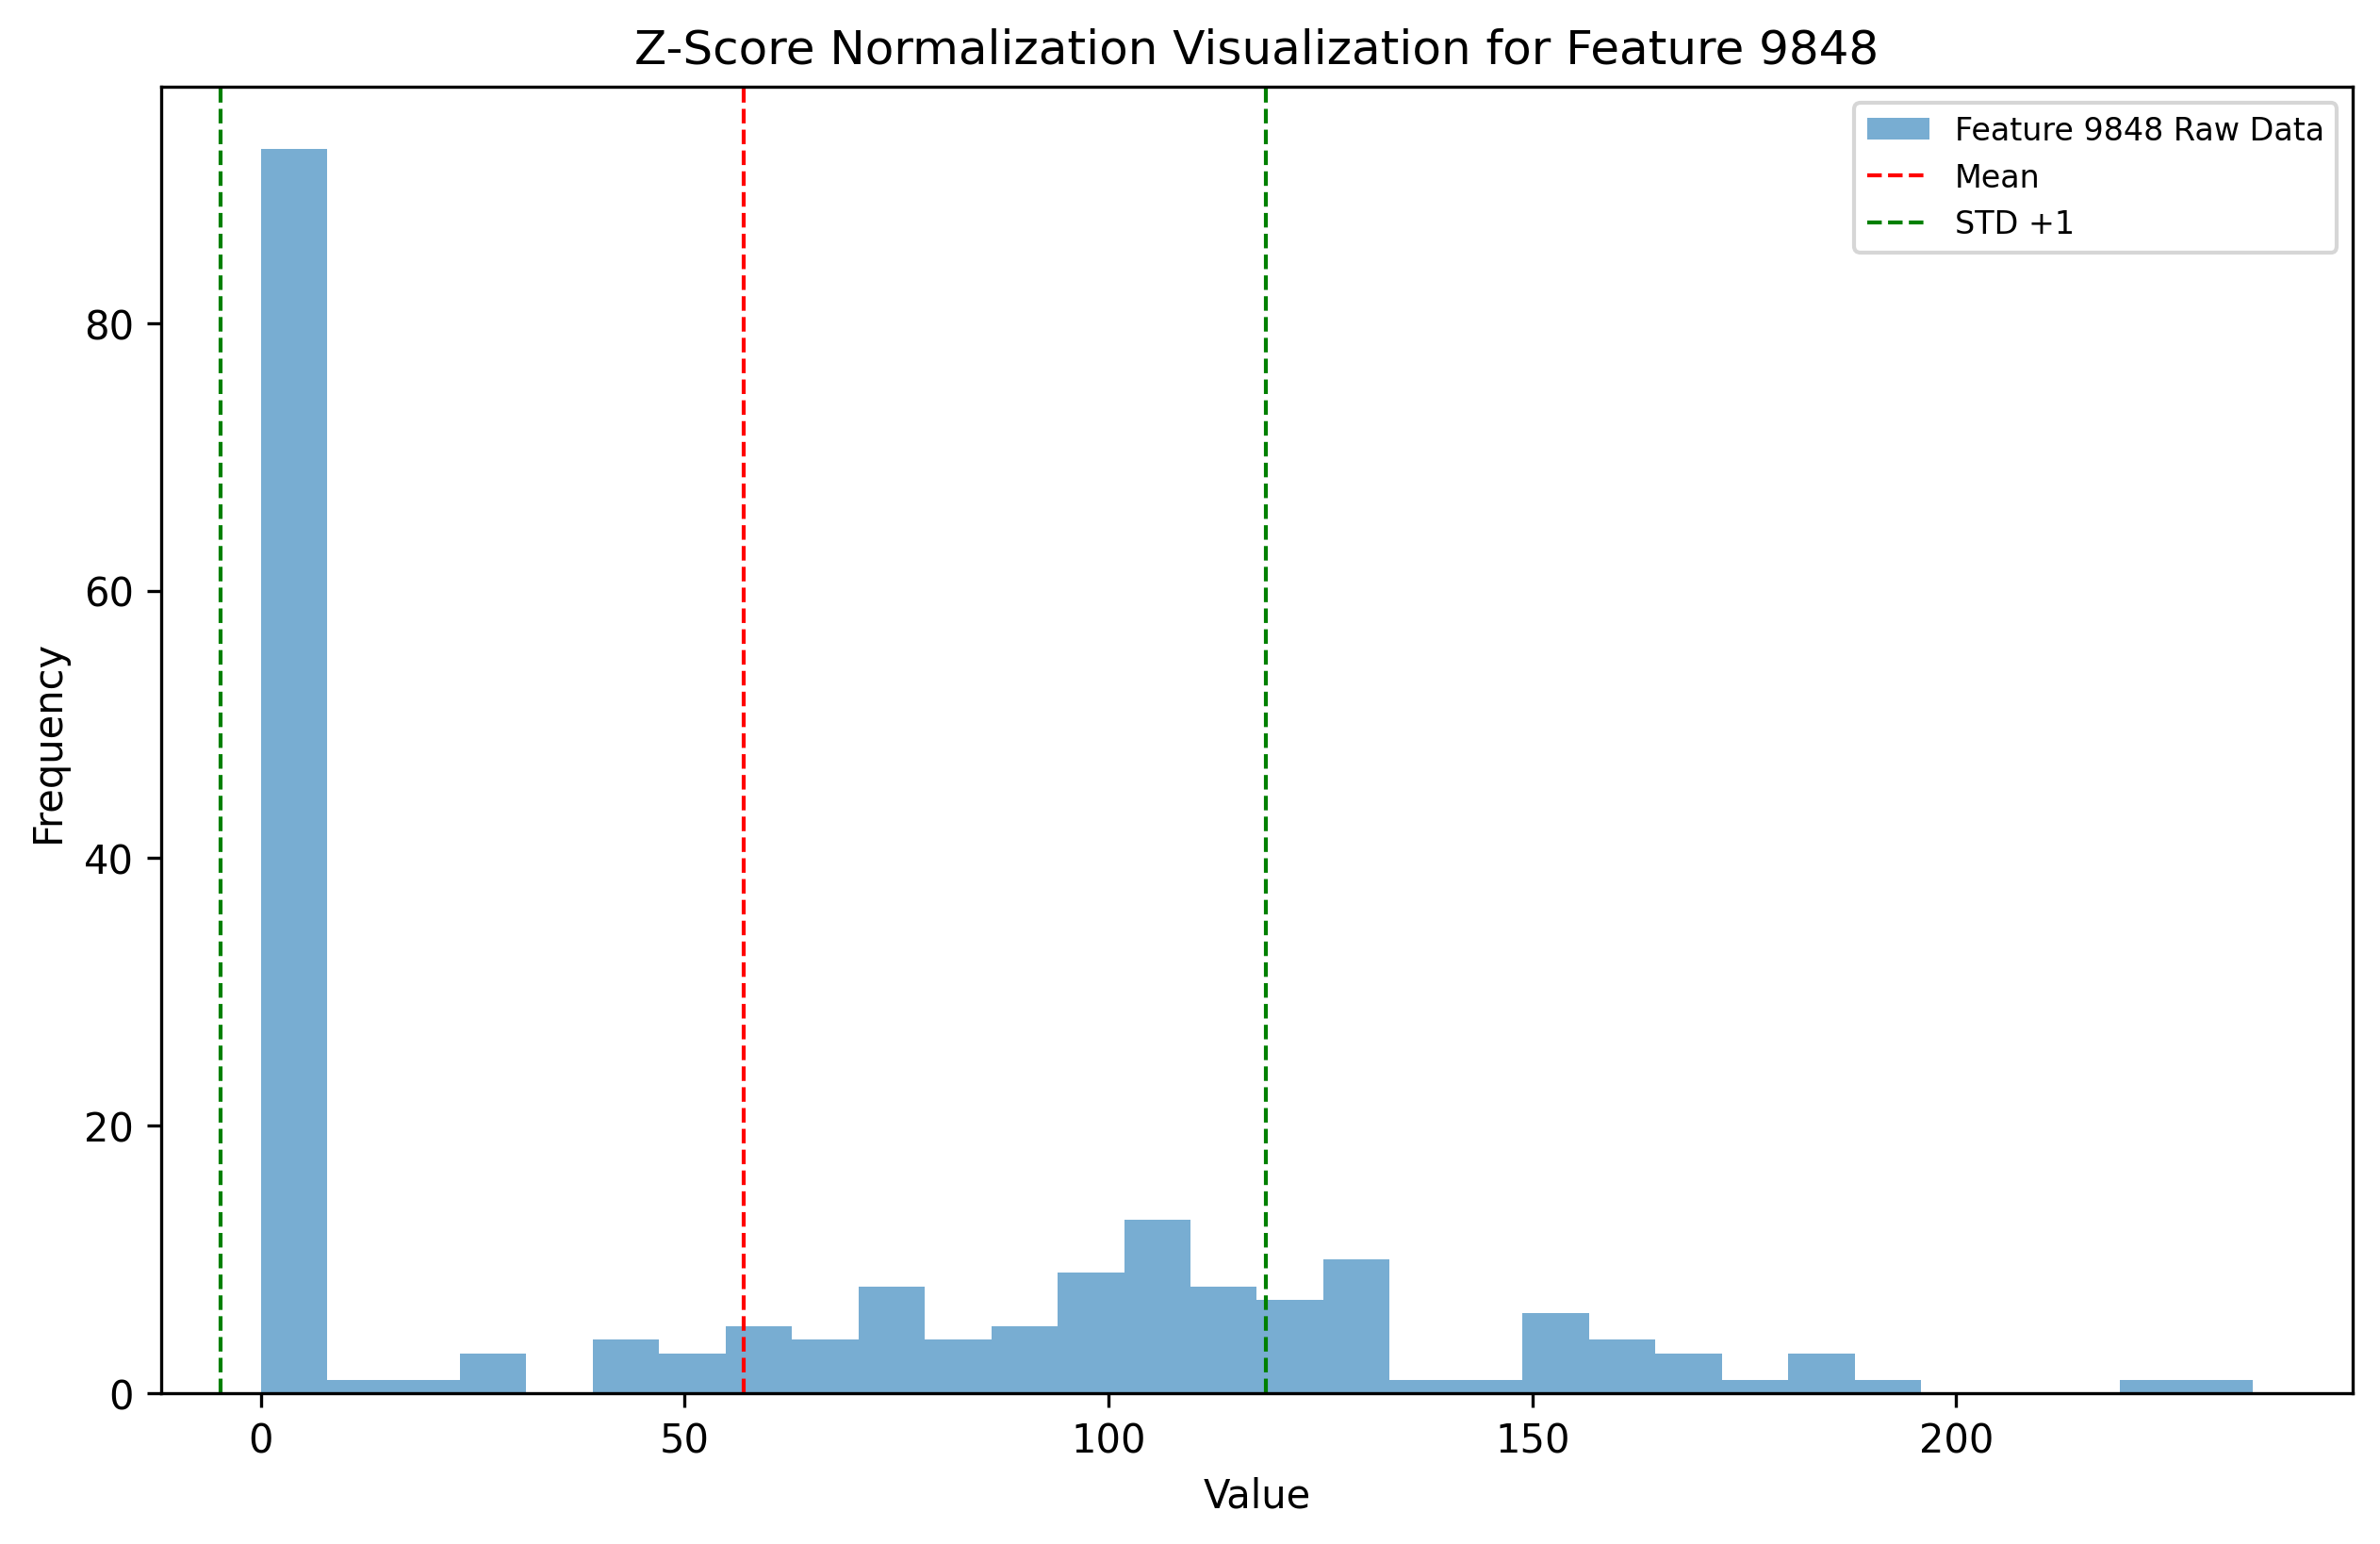 Z-Score Normalization Visualization for Feature 9848
Feature 9848 Raw Data
Mean
STD +1
80
60
40
20
0
Frequency
0 50 100 150 200
Value